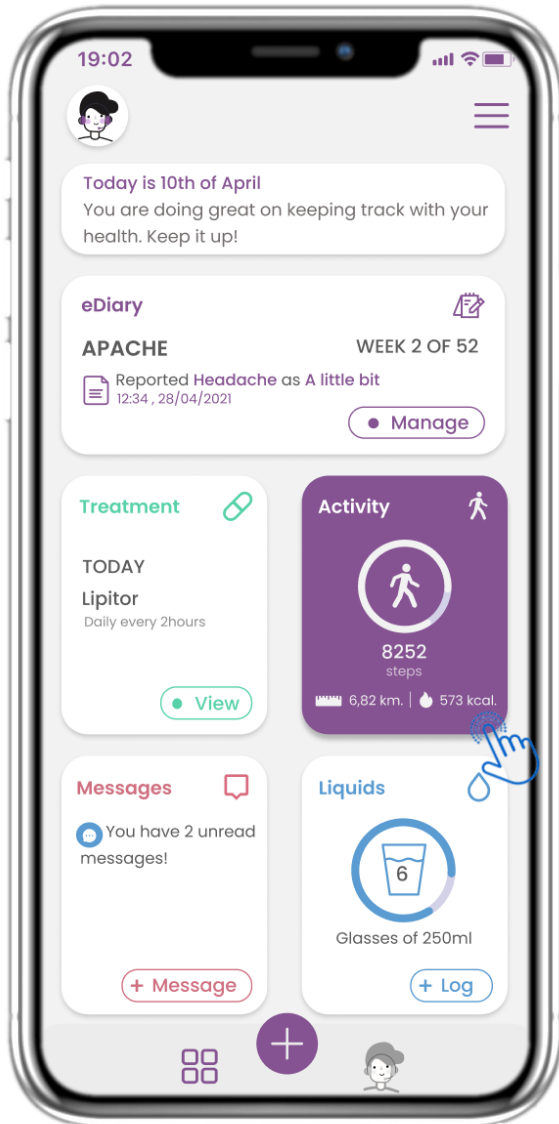 19:02
Today is 10th of April
You are doing great on keeping track with your
health. Keep it up!
eDiary
APACHE
WEEK 2 OF 52
Reported Headache as A little bit
12:34 , 28/04/2021
Manage
Treatment
TODAY
Lipitor
Daily every 2hours
View
Activity
8252
steps
6,82 km. 573 kcal.
Messages
You have 2 unread
messages!
+ Message
Liquids
6
Glasses of 250ml
+ Log